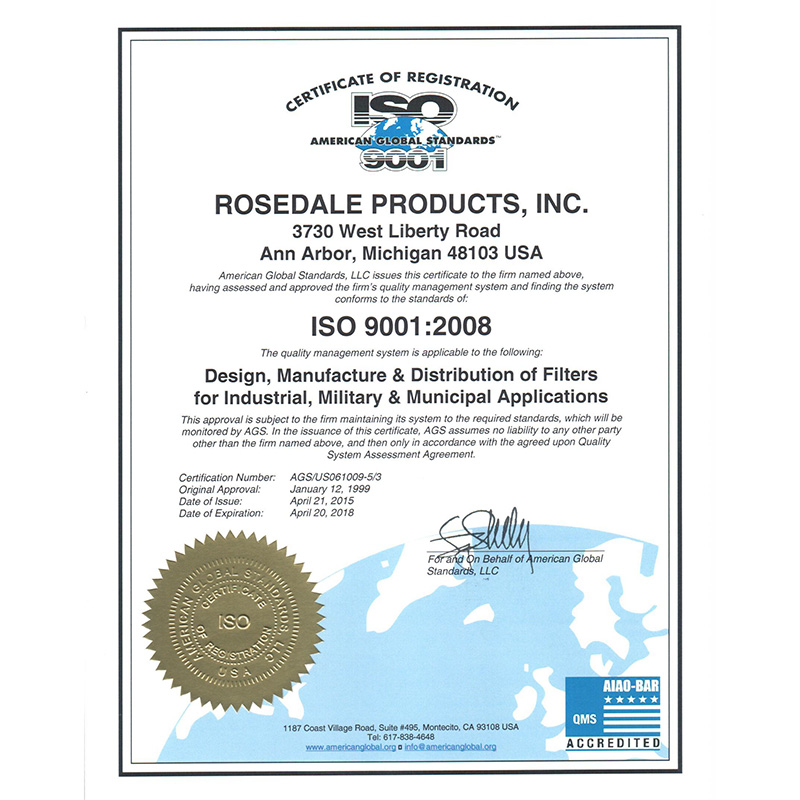 CERTIFICATE OF REGISTRATION
ISO
AMERICAN GLOBAL STANDARDS™
9001
ROSEDALE PRODUCTS, INC.
3730 West Liberty Road
Ann Arbor, Michigan 48103 USA
American Global Standards, LLC issues this certificate to the firm named above,
having assessed and approved the firm's quality management system and finding the system
conforms to the standards of:
ISO 9001:2008
The quality management system is applicable to the following:
Design, Manufacture & Distribution of Filters
for Industrial, Military & Municipal Applications
This approval is subject to the firm maintaining its system to the required standards, which will be
monitored by AGS. In the issuance of this certificate, AGS assumes no liability to any other party
other than the firm named above, and then only in accordance with the agreed upon Quality
System Assessment Agreement.
Certification Number: AGS/US061009-5/3
Original Approval: January 12, 1999
Date of Issue: April 21, 2015
Date of Expiration: April 20, 2018
For and On Behalf of American Global
Standards, LLC
AMERICAN GLOBAL STANDARDS, LLC
CERTIFICATE
ISO
OF REGISTRATION
USA
AIAO-BAR
QMS
ACCREDITED
1187 Coast Village Road, Suite #495, Montecito, CA 93108 USA
Tel: 617-838-4648
www.americanglobal.org info@americanglobal.org